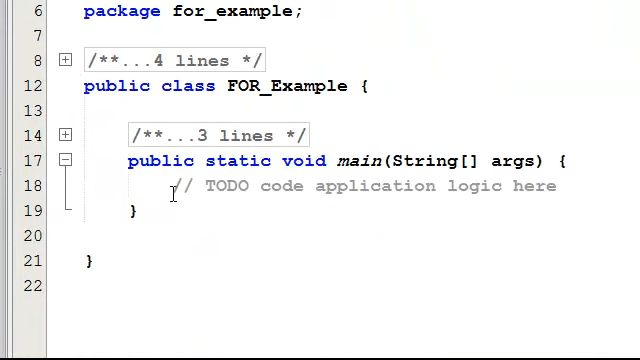 6 package for_example;
7
8 /**...4 lines */
12 public class FOR_Example {
13
14 /**...3 lines */
17 public static void main(String[] args) {
18 // TODO code application logic here
19 }
20
21 }
22